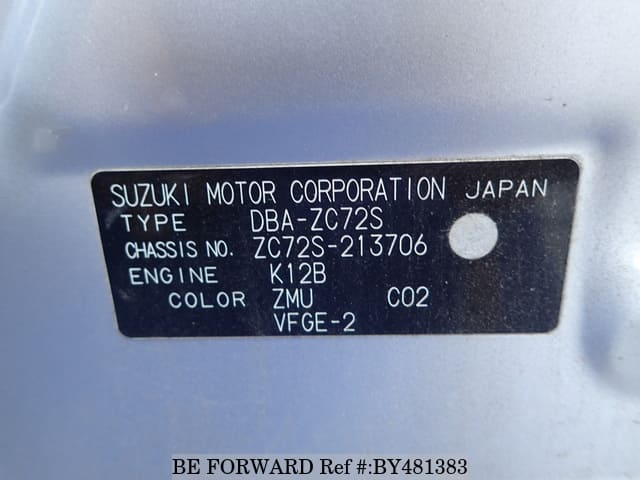 SUZUKI MOTOR CORPORATION JAPAN
TYPE DBA-ZC72S
CHASSIS NO. ZC72S-213706
ENGINE K12B
COLOR ZMU C02
VFGE-2
BE FORWARD Ref #:BY481383